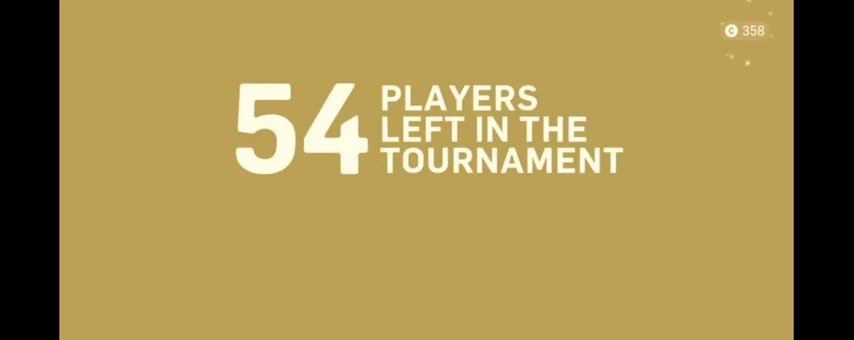 358
54 PLAYERS
LEFT IN THE
TOURNAMENT